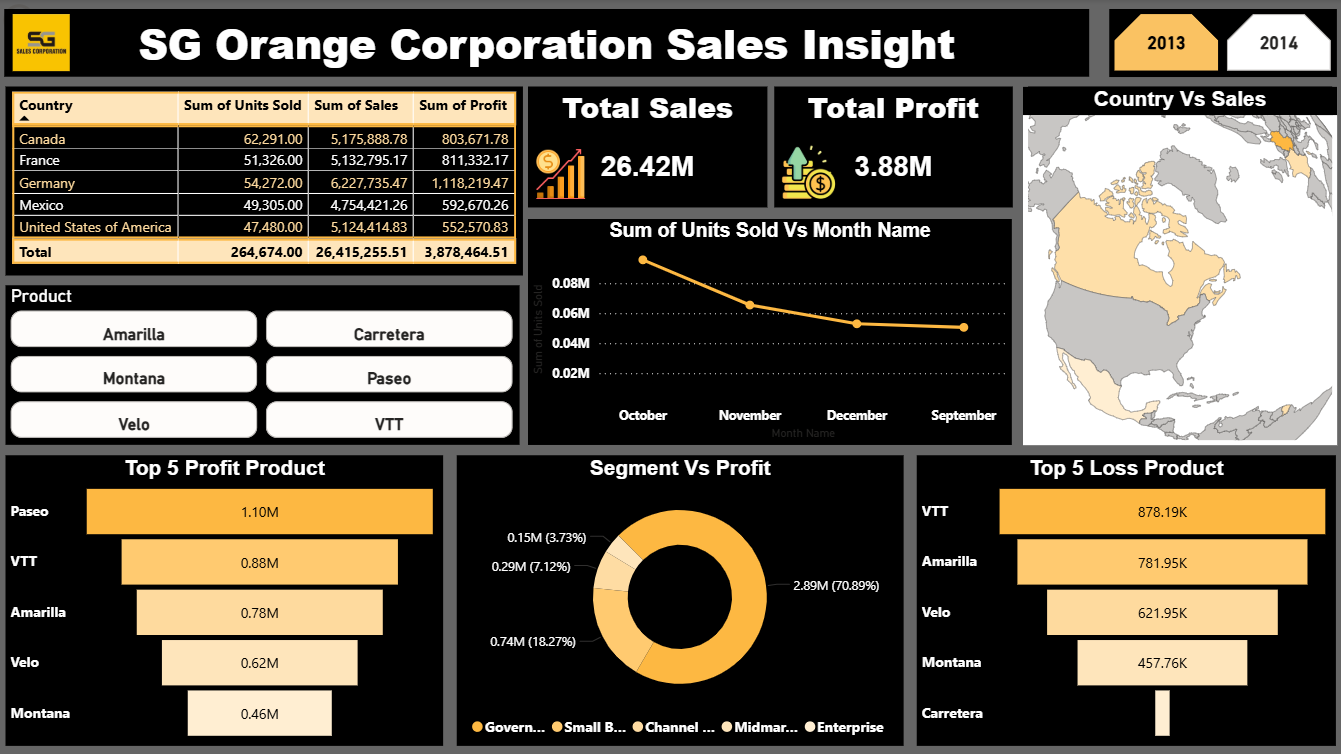 SG
SALES CORPORATION
SG Orange Corporation Sales Insight
2013
2014
Country Sum of Units Sold Sum of Sales Sum of Profit
Canada 62,291.00 5,175,888.78 803,671.78
France 51,326.00 5,132,795.17 811,332.17
Germany 54,272.00 6,227,735.47 1,118,219.47
Mexico 49,305.00 4,754,421.26 592,670.26
United States of America 47,480.00 5,124,414.83 552,570.83
Total 264,674.00 26,415,255.51 3,878,464.51
Total Sales
26.42M
Total Profit
3.88M
Country Vs Sales
Product
Amarilla
Carretera
Montana
Paseo
Velo
VTT
Sum of Units Sold Vs Month Name
Sum of Units Sold
0.08M
0.06M
0.04M
0.02M
October November December September
Month Name
Top 5 Profit Product
Paseo 1.10M
VTT 0.88M
Amarilla 0.78M
Velo 0.62M
Montana 0.46M
Segment Vs Profit
0.15M (3.73%)
0.29M (7.12%)
2.89M (70.89%)
0.74M (18.27%)
Govern... Small B... Channel ... Midmar... Enterprise
Top 5 Loss Product
VTT 878.19K
Amarilla 781.95K
Velo 621.95K
Montana 457.76K
Carretera